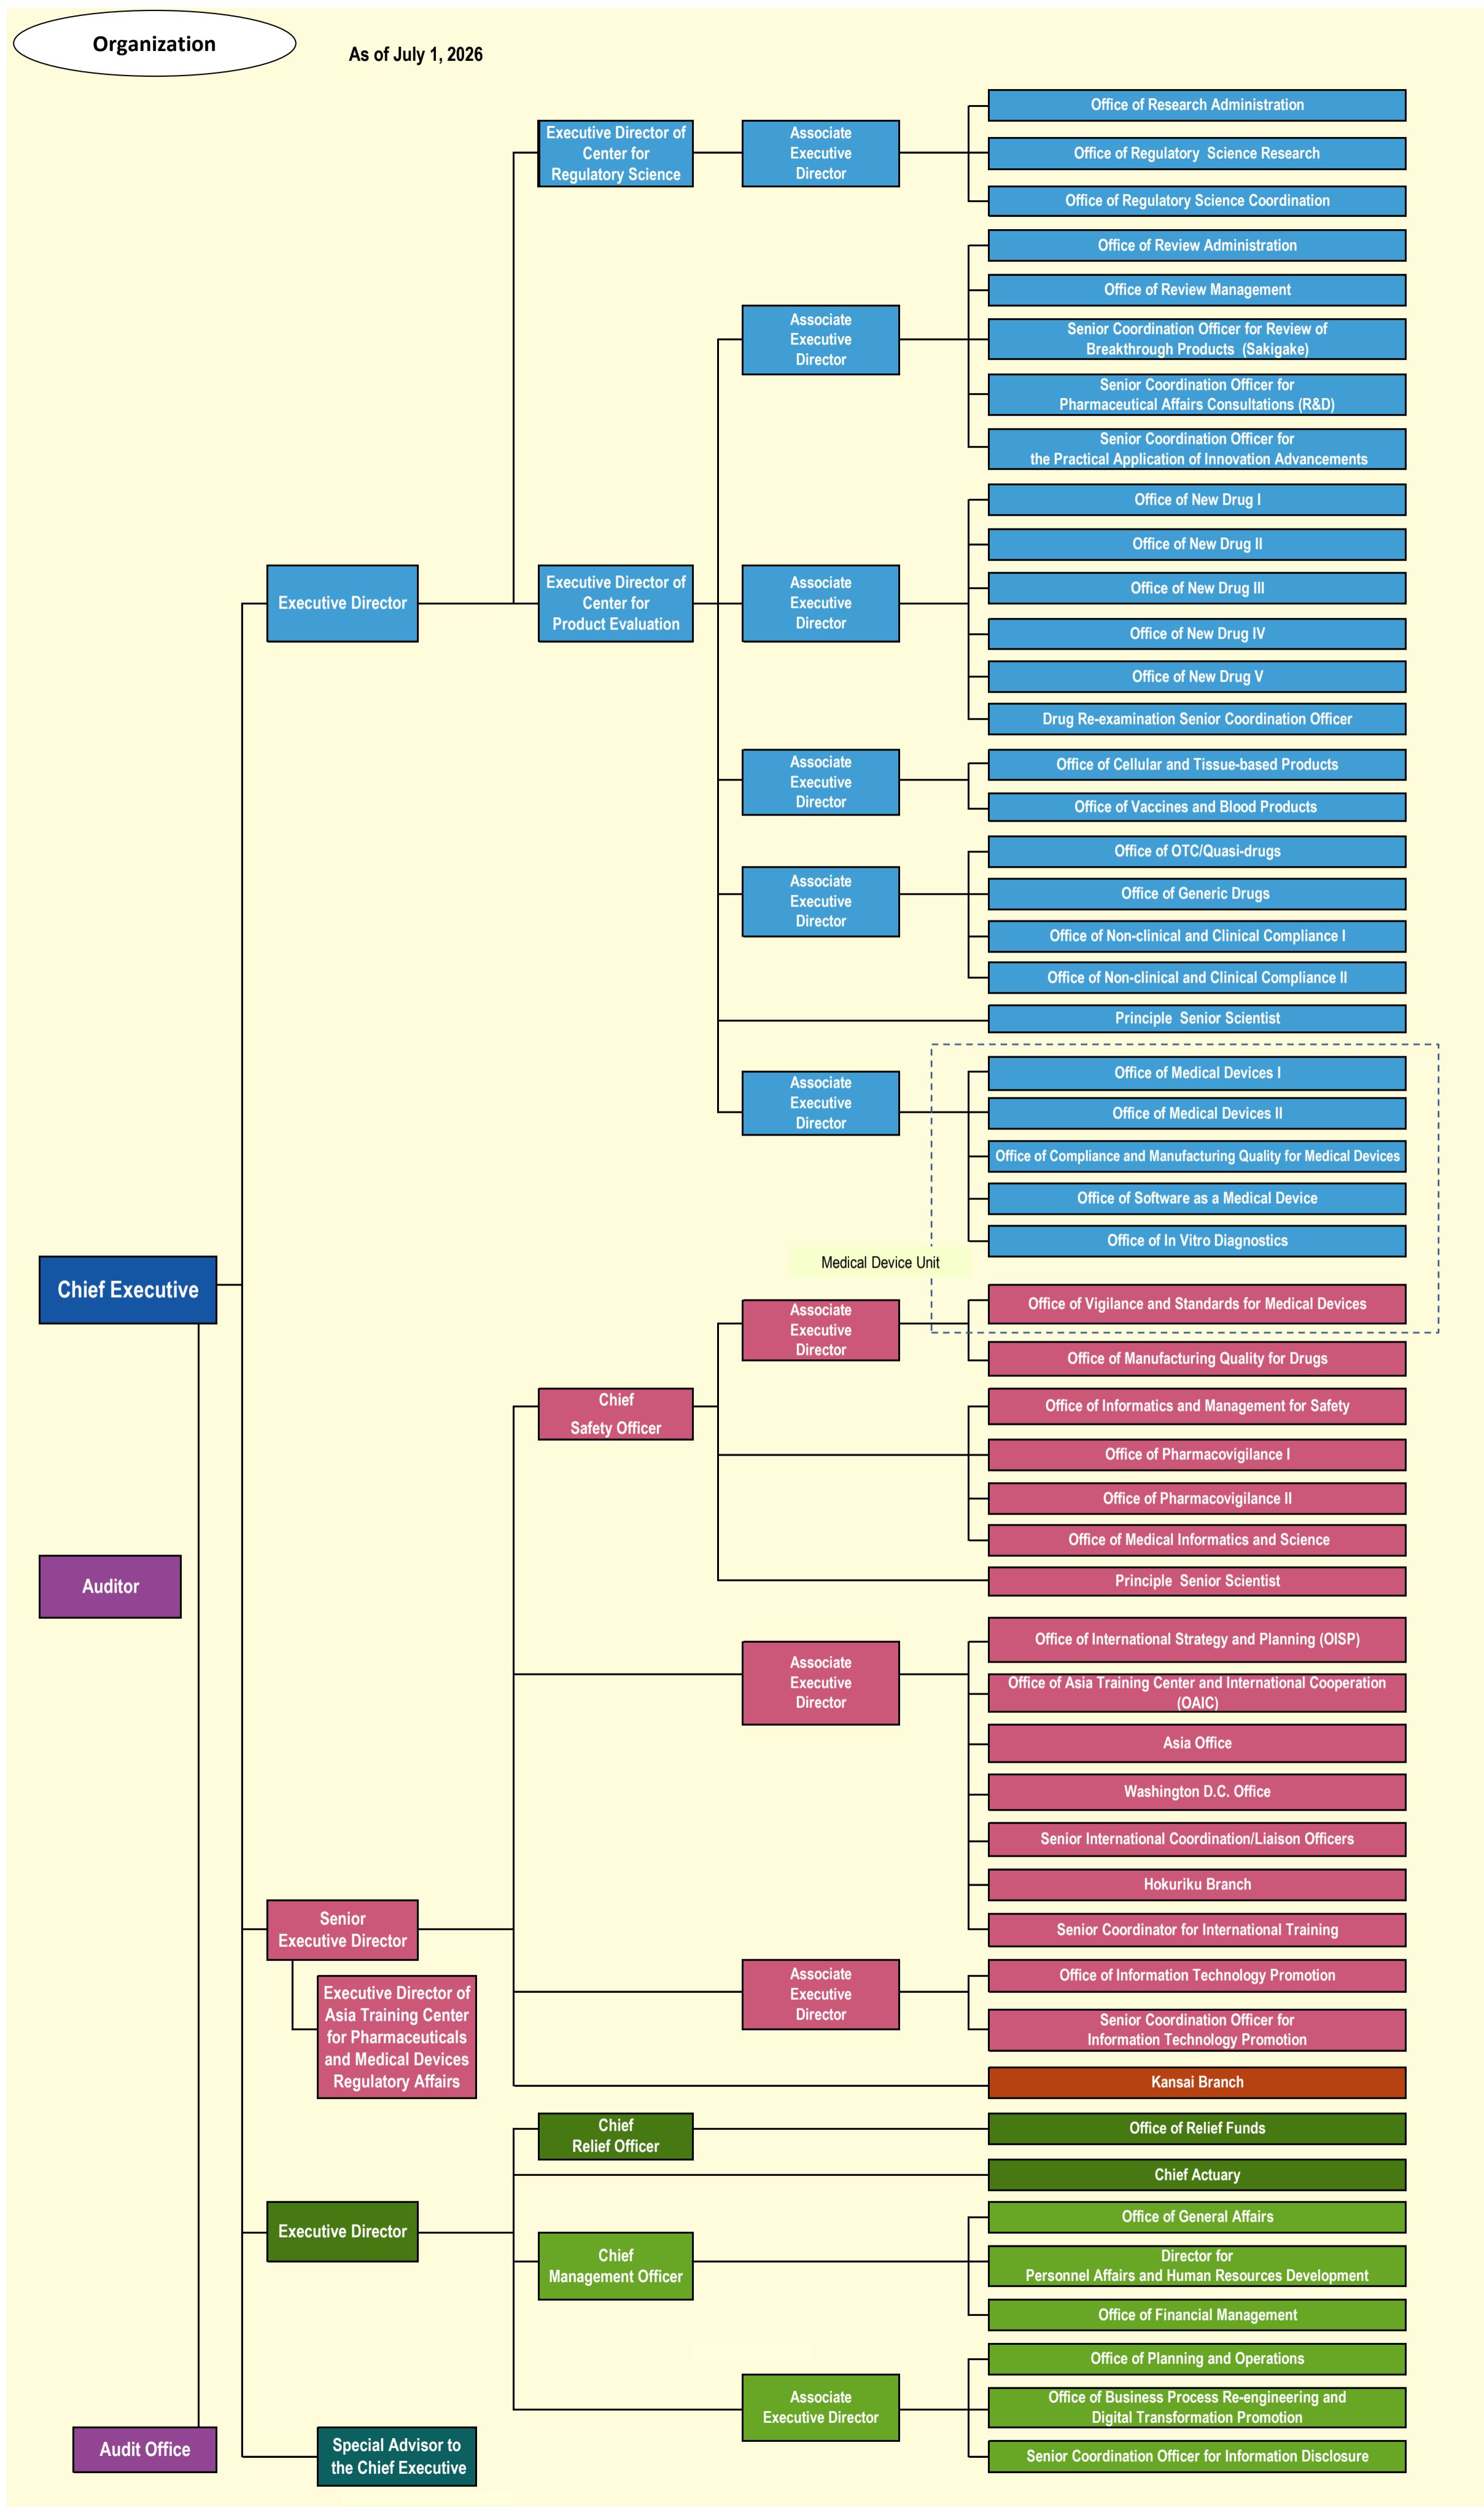 Organization
As of July 1, 2026
Executive Director of
Center for
Regulatory Science
Associate
Executive
Director
Office of Research Administration
Office of Regulatory  Science Research
Office of Regulatory Science Coordination
Executive Director
Executive Director of
Center for
Product Evaluation
Associate
Executive
Director
Office of Review Administration
Office of Review Management
Senior Coordination Officer for Review of
Breakthrough Products  (Sakigake)
Senior Coordination Officer for
Pharmaceutical Affairs Consultations (R&D)
Senior Coordination Officer for
the Practical Application of Innovation Advancements
Associate
Executive
Director
Office of New Drug I
Office of New Drug II
Office of New Drug III
Office of New Drug IV
Office of New Drug V
Drug Re-examination Senior Coordination Officer
Associate
Executive
Director
Office of Cellular and Tissue-based Products
Office of Vaccines and Blood Products
Associate
Executive
Director
Office of OTC/Quasi-drugs
Office of Generic Drugs
Office of Non-clinical and Clinical Compliance I
Office of Non-clinical and Clinical Compliance II
Principle  Senior Scientist
Associate
Executive
Director
Office of Medical Devices I
Office of Medical Devices II
Office of Compliance and Manufacturing Quality for Medical Devices
Office of Software as a Medical Device
Office of In Vitro Diagnostics
Medical Device Unit
Chief Executive
Associate
Executive
Director
Office of Vigilance and Standards for Medical Devices
Office of Manufacturing Quality for Drugs
Chief
Safety Officer
Office of Informatics and Management for Safety
Office of Pharmacovigilance I
Office of Pharmacovigilance II
Office of Medical Informatics and Science
Principle  Senior Scientist
Auditor
Associate
Executive
Director
Office of International Strategy and Planning (OISP)
Office of Asia Training Center and International Cooperation
(OAIC)
Asia Office
Washington D.C. Office
Senior International Coordination/Liaison Officers
Hokuriku Branch
Senior Coordinator for International Training
Senior
Executive Director
Executive Director of
Asia Training Center
for Pharmaceuticals
and Medical Devices
Regulatory Affairs
Associate
Executive
Director
Office of Information Technology Promotion
Senior Coordination Officer for
Information Technology Promotion
Kansai Branch
Chief
Relief Officer
Office of Relief Funds
Chief Actuary
Executive Director
Chief
Management Officer
Office of General Affairs
Director for
Personnel Affairs and Human Resources Development
Office of Financial Management
Associate
Executive Director
Office of Planning and Operations
Office of Business Process Re-engineering and
Digital Transformation Promotion
Senior Coordination Officer for Information Disclosure
Audit Office
Special Advisor to
the Chief Executive